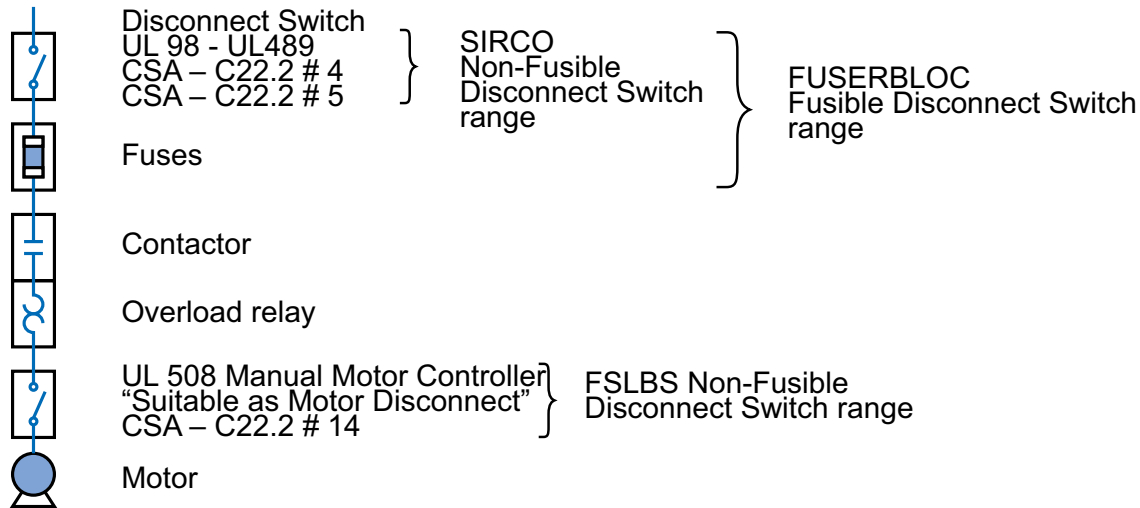 Disconnect Switch
UL 98 - UL489
CSA – C22.2 # 4
CSA – C22.2 # 5
SIRCO
Non-Fusible
Disconnect Switch
range
FUSERBLOC
Fusible Disconnect Switch
range
Fuses
Contactor
Overload relay
UL 508 Manual Motor Controller
“Suitable as Motor Disconnect”
CSA – C22.2 # 14
FSLBS Non-Fusible
Disconnect Switch range
Motor